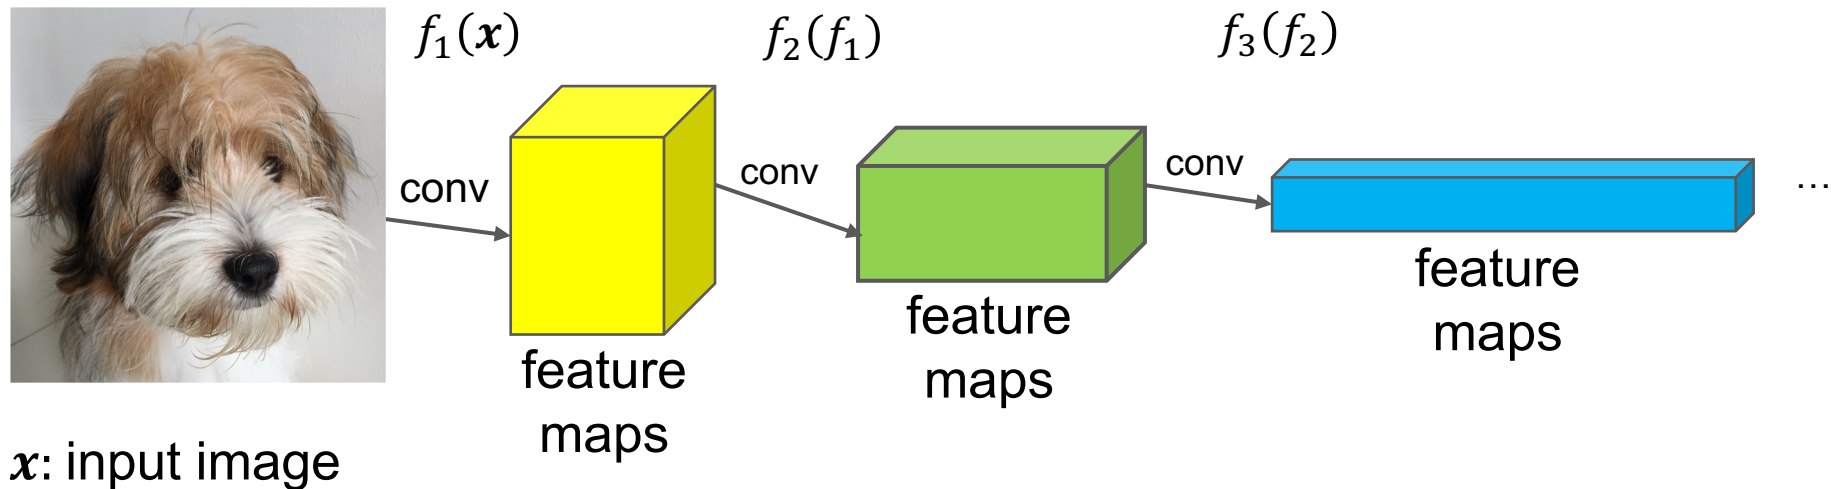 f₁(x)
f₂(f₁)
f₃(f₂)
conv
conv
conv
...
feature
maps
feature
maps
feature
maps
x: input image